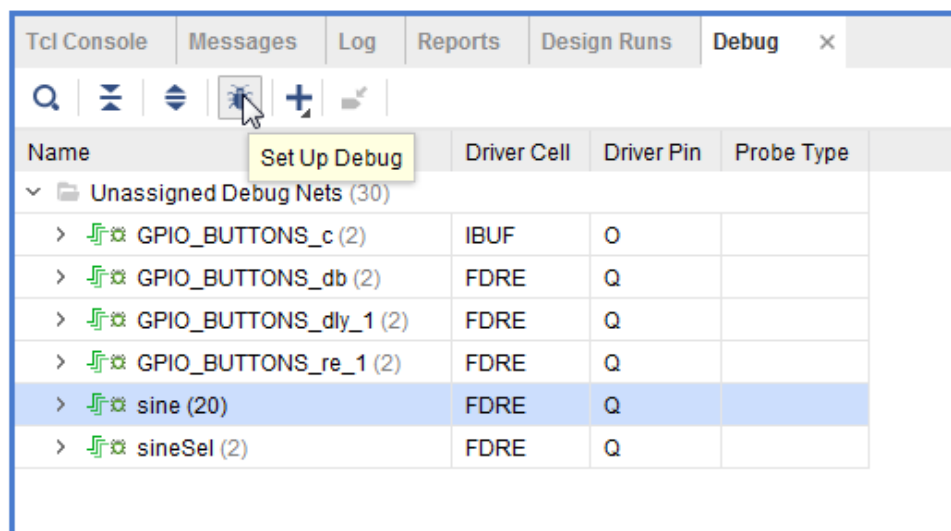 Tcl Console Messages Log Reports Design Runs Debug ×
Set Up Debug
Name Driver Cell Driver Pin Probe Type
Unassigned Debug Nets (30)
GPIO_BUTTONS_c (2) IBUF O
GPIO_BUTTONS_db (2) FDRE Q
GPIO_BUTTONS_dly_1 (2) FDRE Q
GPIO_BUTTONS_re_1 (2) FDRE Q
sine (20) FDRE Q
sineSel (2) FDRE Q